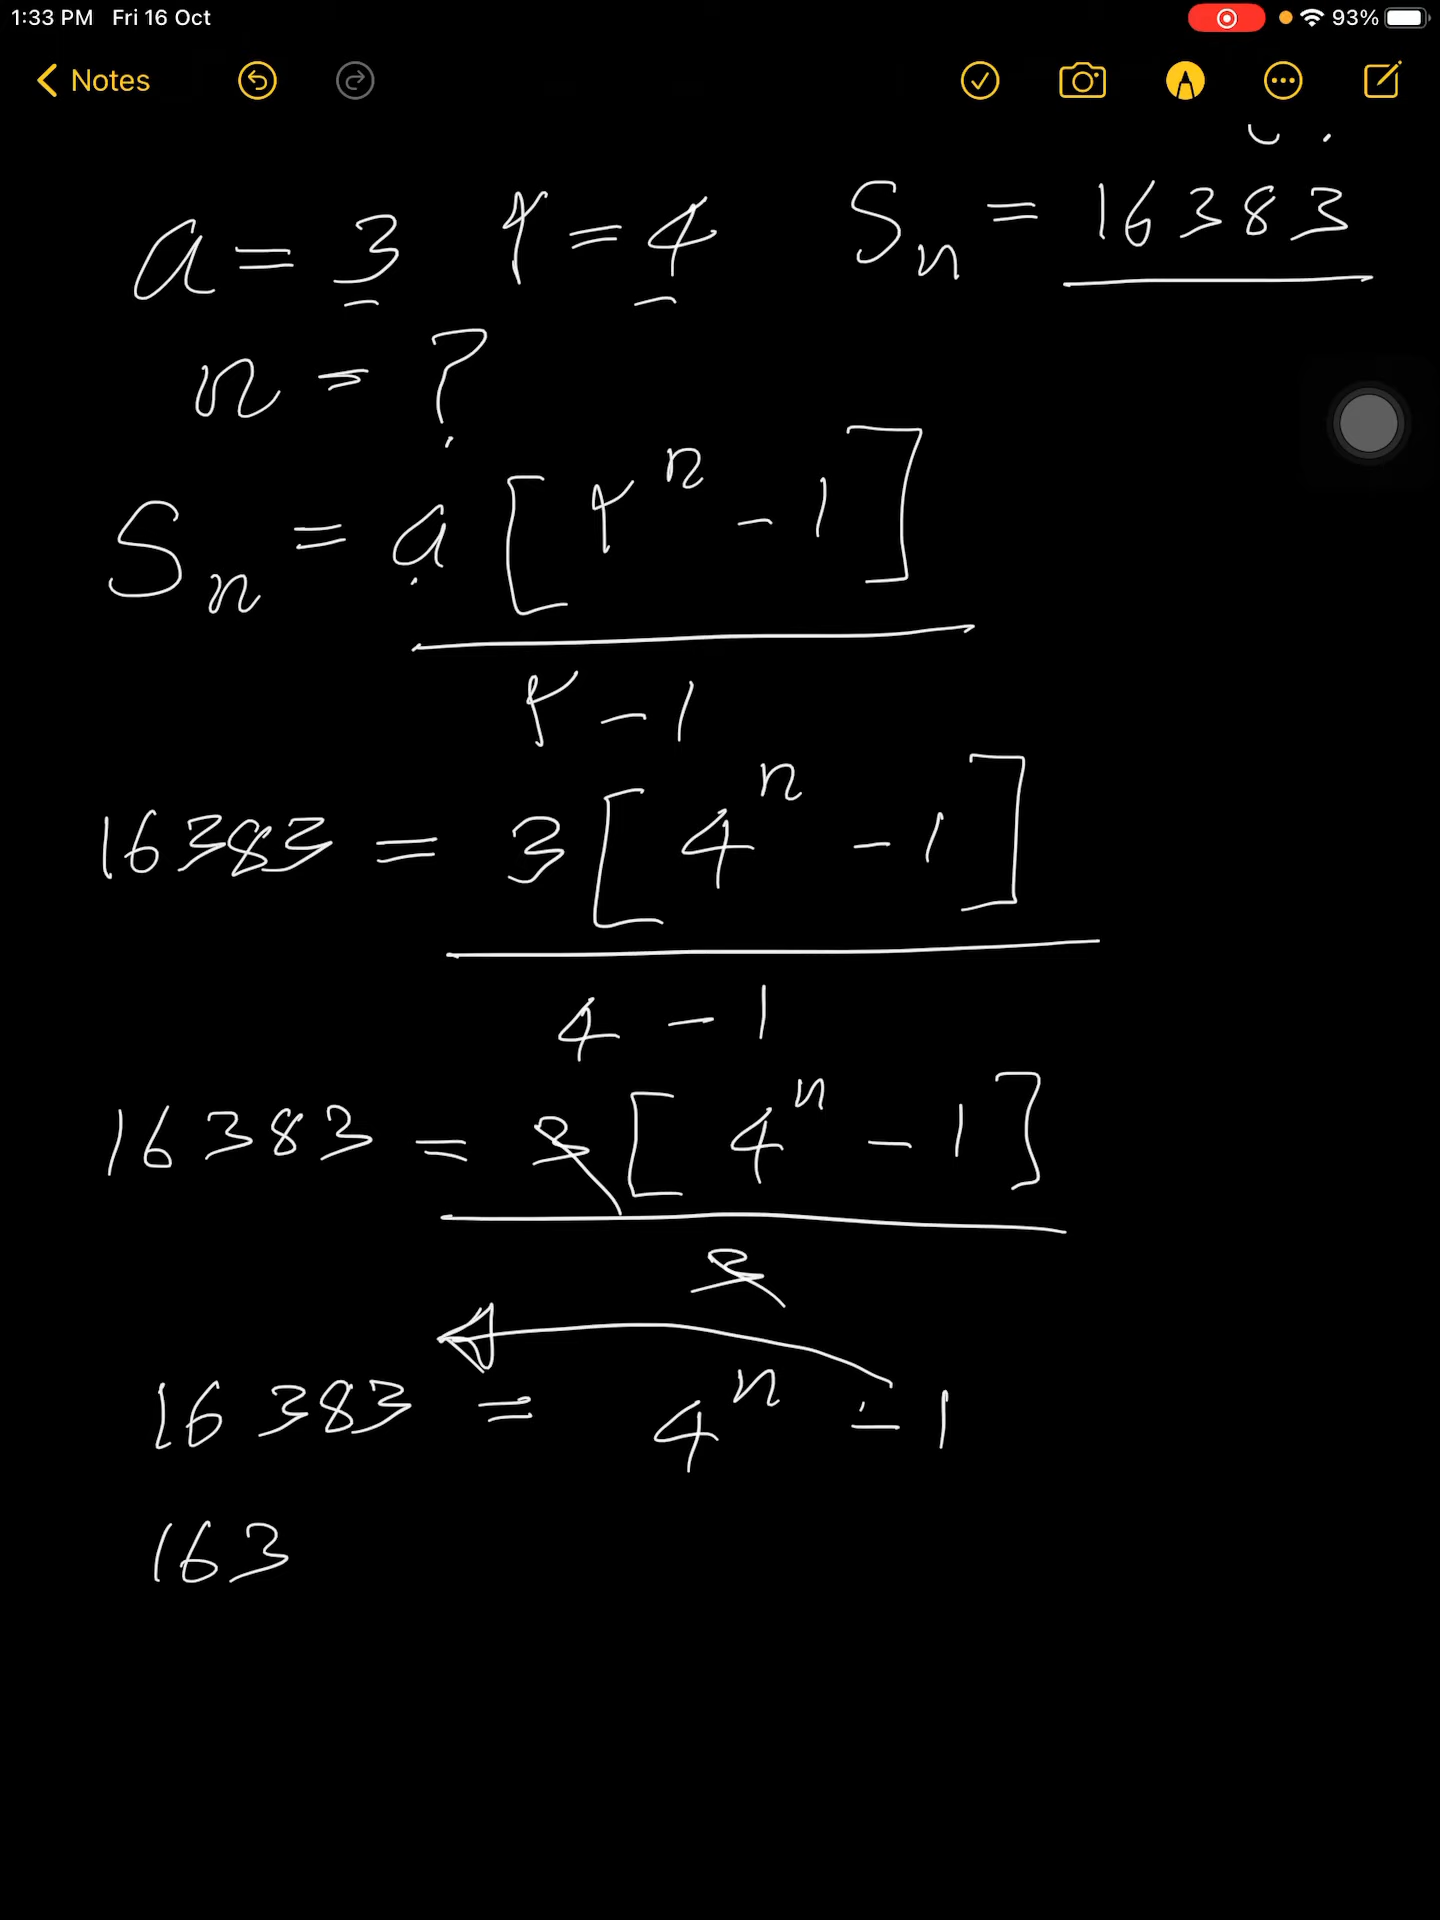 1:33 PM Fri 16 Oct 93%
Notes
a = 3 r = 4 Sn = 16383
n = ?
Sn = a [ r^n - 1 ]
r - 1
16383 = 3 [ 4^n - 1 ]
4 - 1
16383 = 3 [ 4^n - 1 ]
3
16383 = 4^n - 1
163